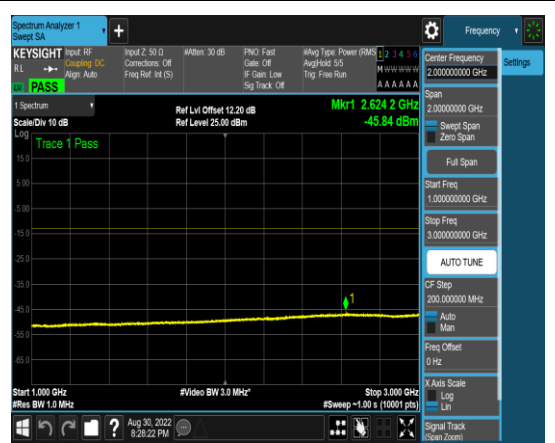 Spectrum Analyzer 1
Swept SA
Frequency
KEYSIGHT
RL
LW
PASS
Input: RF
Coupling: DC
Align: Auto
Input Z: 50 Ω
Corrections: Off
Freq Ref: Int (S)
#Atten: 30 dB
PNO: Fast
Gate: Off
IF Gain: Low
Sig Track: Off
#Avg Type: Power (RMS
Avg|Hold: 5/5
Trig: Free Run
1 2 3 4 5 6
M W W W W W
A A A A A A
1 Spectrum
Scale/Div 10 dB
Log
Ref Lvl Offset 12.20 dB
Ref Level 25.00 dBm
Mkr1 2.624 2 GHz
-45.84 dBm
Trace 1 Pass
15.0
5.00
-5.00
-15.0
-25.0
-35.0
-45.0
-55.0
-65.0
1
Start 1.000 GHz
#Res BW 1.0 MHz
#Video BW 3.0 MHz*
Stop 3.000 GHz
#Sweep ~1.00 s (10001 pts)
Aug 30, 2022
8:28:22 PM
Settings
Center Frequency
2.000000000 GHz
Span
2.00000000 GHz
Swept Span
Zero Span
Full Span
Start Freq
1.000000000 GHz
Stop Freq
3.000000000 GHz
AUTO TUNE
CF Step
200.000000 MHz
Auto
Man
Freq Offset
0 Hz
X Axis Scale
Log
Lin
Signal Track
(Span Zoom)